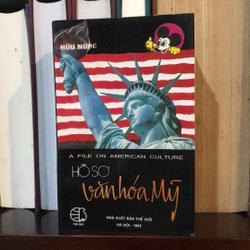 HỮU NGỌC
A FILE ON AMERICAN CULTURE
HỒ SƠ
văn hóa Mỹ
NHÀ XUẤT BẢN THẾ GIỚI
HÀ NỘI - 1995